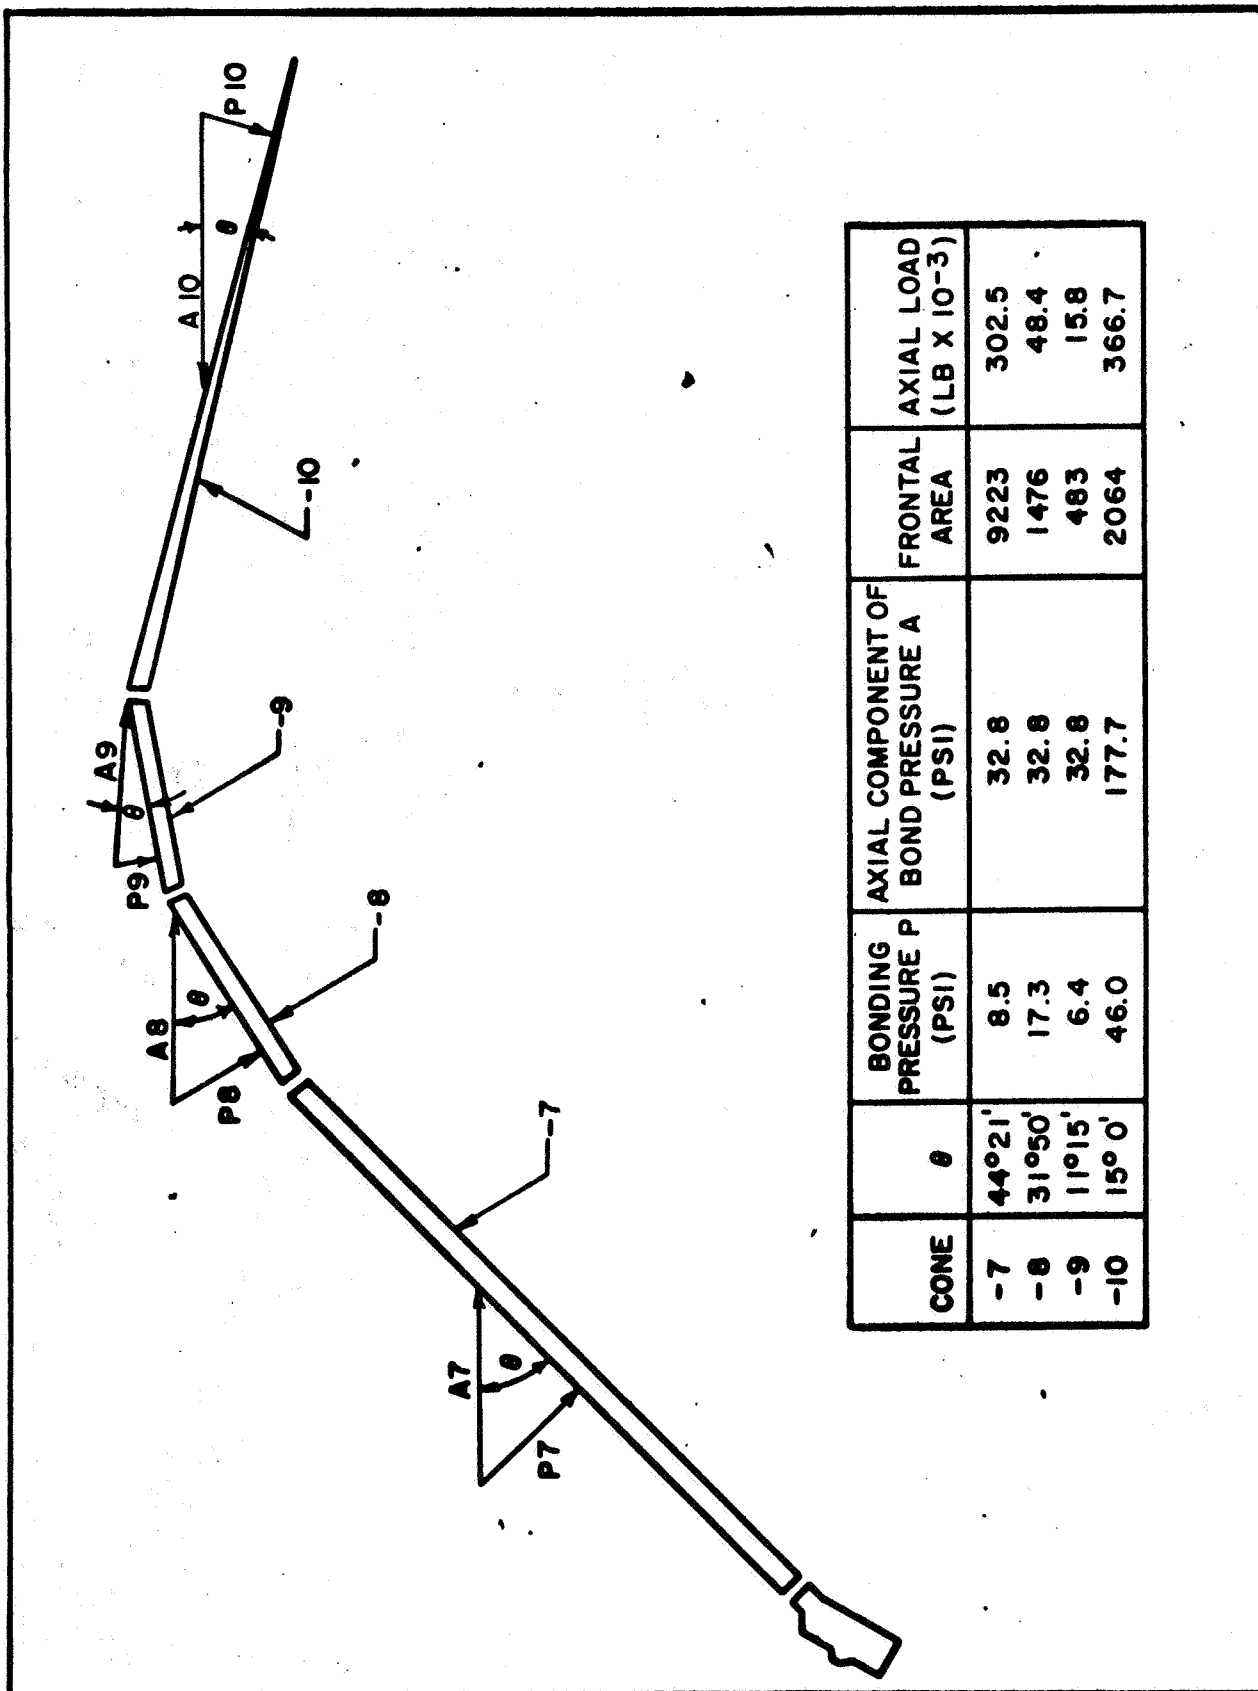 P7
A7
θ
-7
P8
A8
θ
-8
P9
A9
θ
-9
A10
θ
P10
-10
CONE θ BONDING PRESSURE P (PSI) AXIAL COMPONENT OF BOND PRESSURE A (PSI) FRONTAL AREA AXIAL LOAD (LB X 10-3)
-7 44°21' 8.5 32.8 9223 302.5
-8 31°50' 17.3 32.8 1476 48.4
-9 11°15' 6.4 32.8 483 15.8
-10 15°0' 46.0 177.7 2064 366.7